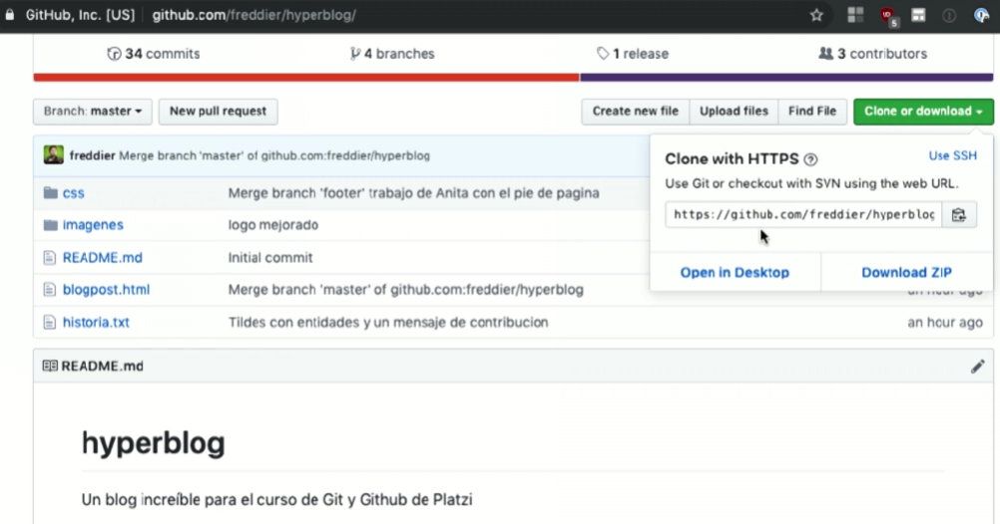 GitHub, Inc. [US] github.com/freddier/hyperblog/
5
34 commits 4 branches 1 release 3 contributors
Branch: master New pull request Create new file Upload files Find File Clone or download
freddier Merge branch 'master' of github.com:freddier/hyperblog
Clone with HTTPS Use SSH
Use Git or checkout with SVN using the web URL.
https://github.com/freddier/hyperblog
Open in Desktop Download ZIP
css Merge branch 'footer' trabajo de Anita con el pie de pagina
imagenes logo mejorado
README.md Initial commit
blogpost.html Merge branch 'master' of github.com:freddier/hyperblog an hour ago
historia.txt Tildes con entidades y un mensaje de contribucion an hour ago
README.md
hyperblog
Un blog increíble para el curso de Git y Github de Platzi